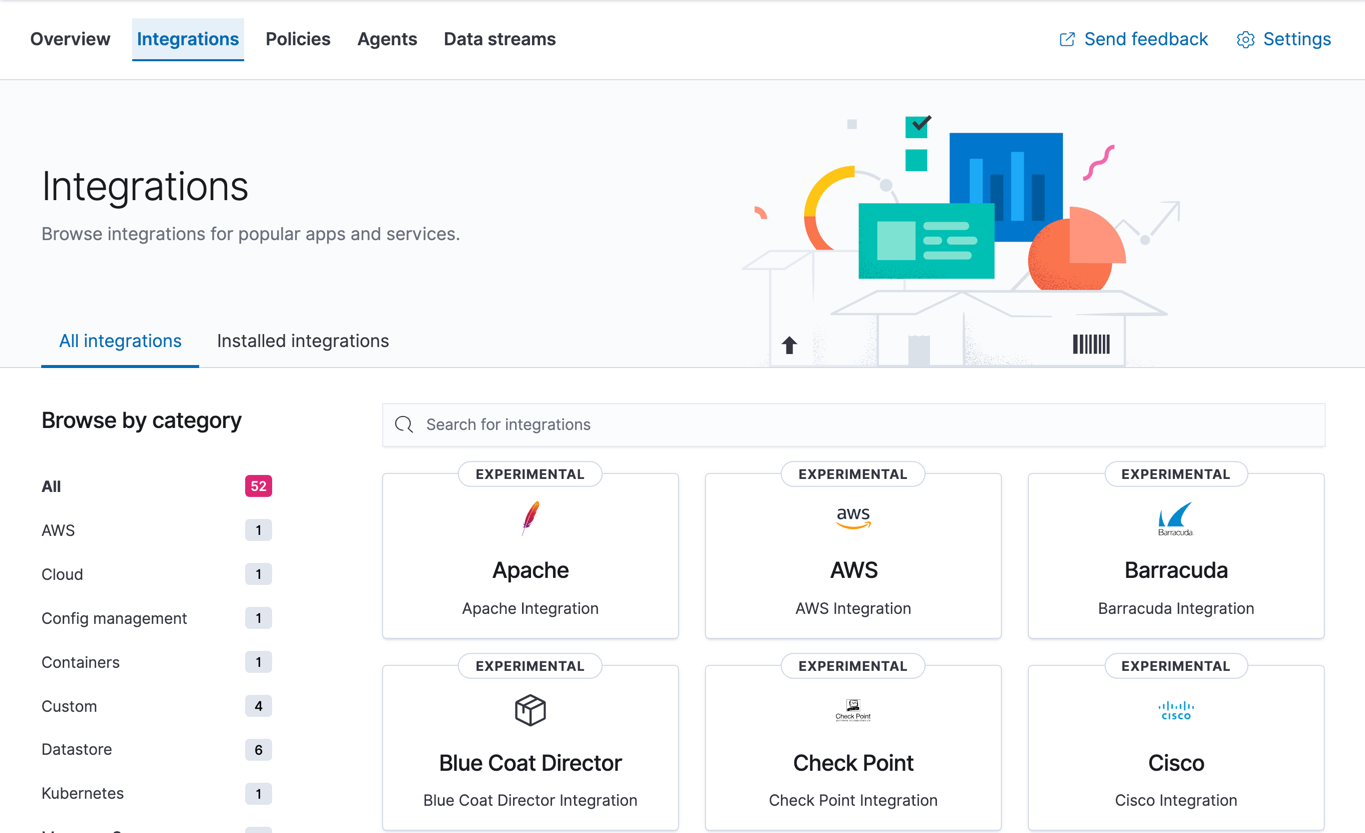 Overview Integrations Policies Agents Data streams Send feedback Settings
Integrations
Browse integrations for popular apps and services.
All integrations Installed integrations
Browse by category
Search for integrations
All 52
AWS 1
Cloud 1
Config management 1
Containers 1
Custom 4
Datastore 6
Kubernetes 1
EXPERIMENTAL EXPERIMENTAL EXPERIMENTAL
aws Barracuda
Apache AWS Barracuda
Apache Integration AWS Integration Barracuda Integration
EXPERIMENTAL EXPERIMENTAL EXPERIMENTAL
Check Point CISCO
Blue Coat Director Check Point Cisco
Blue Coat Director Integration Check Point Integration Cisco Integration